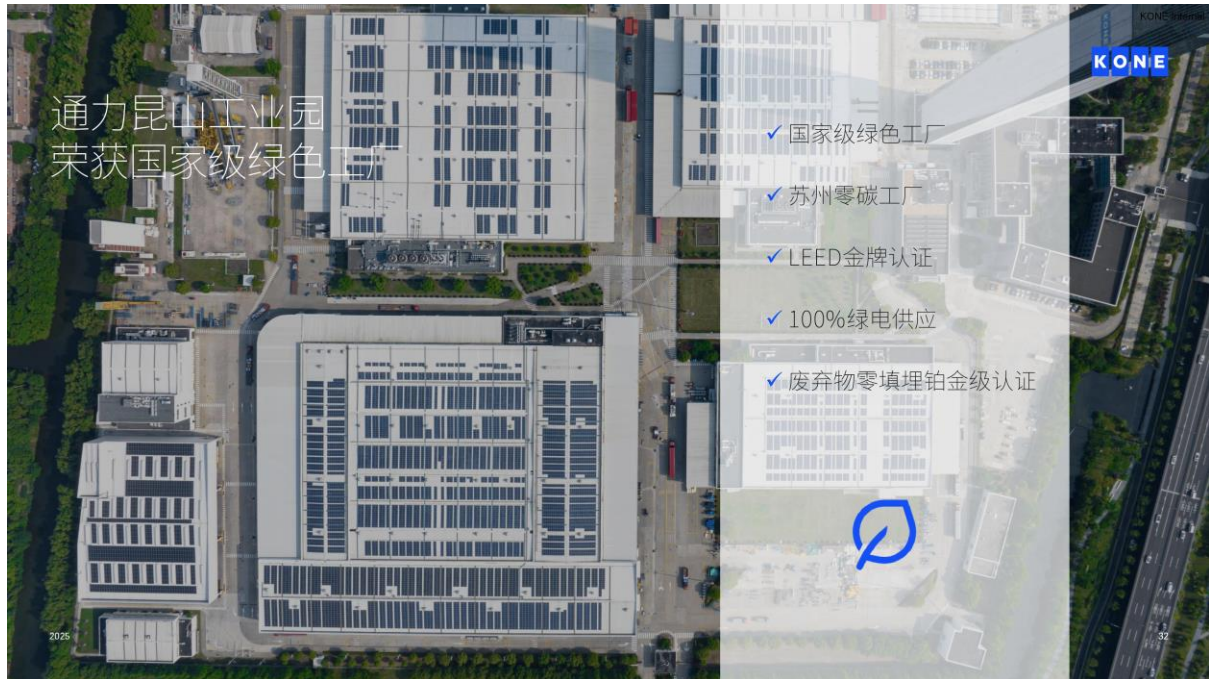 KONE Internal
KONE
通力昆山工业园
荣获国家级绿色工厂
✓ 国家级绿色工厂
✓ 苏州零碳工厂
✓ LEED金牌认证
✓ 100%绿电供应
✓ 废弃物零填埋铂金级认证
2025
32